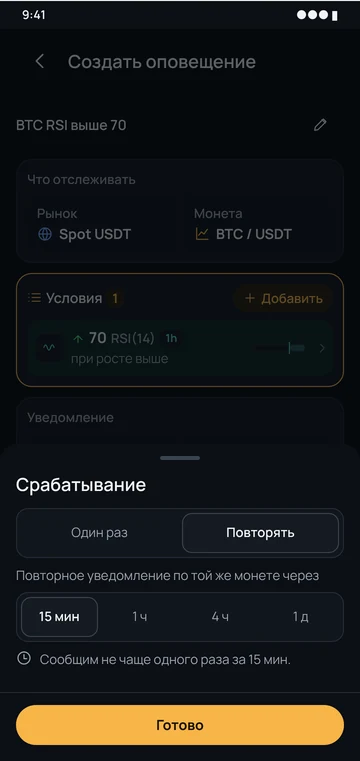 9:41
Создать оповещение
BTC RSI выше 70
Что отслеживать
Рынок
Монета
Spot USDT
BTC / USDT
Условия 1
+ Добавить
↑ 70 RSI(14) 1h
при росте выше
Уведомление
Срабатывание
Один раз
Повторять
Повторное уведомление по той же монете через
15 мин
1 ч
4 ч
1 д
Сообщим не чаще одного раза за 15 мин.
Готово